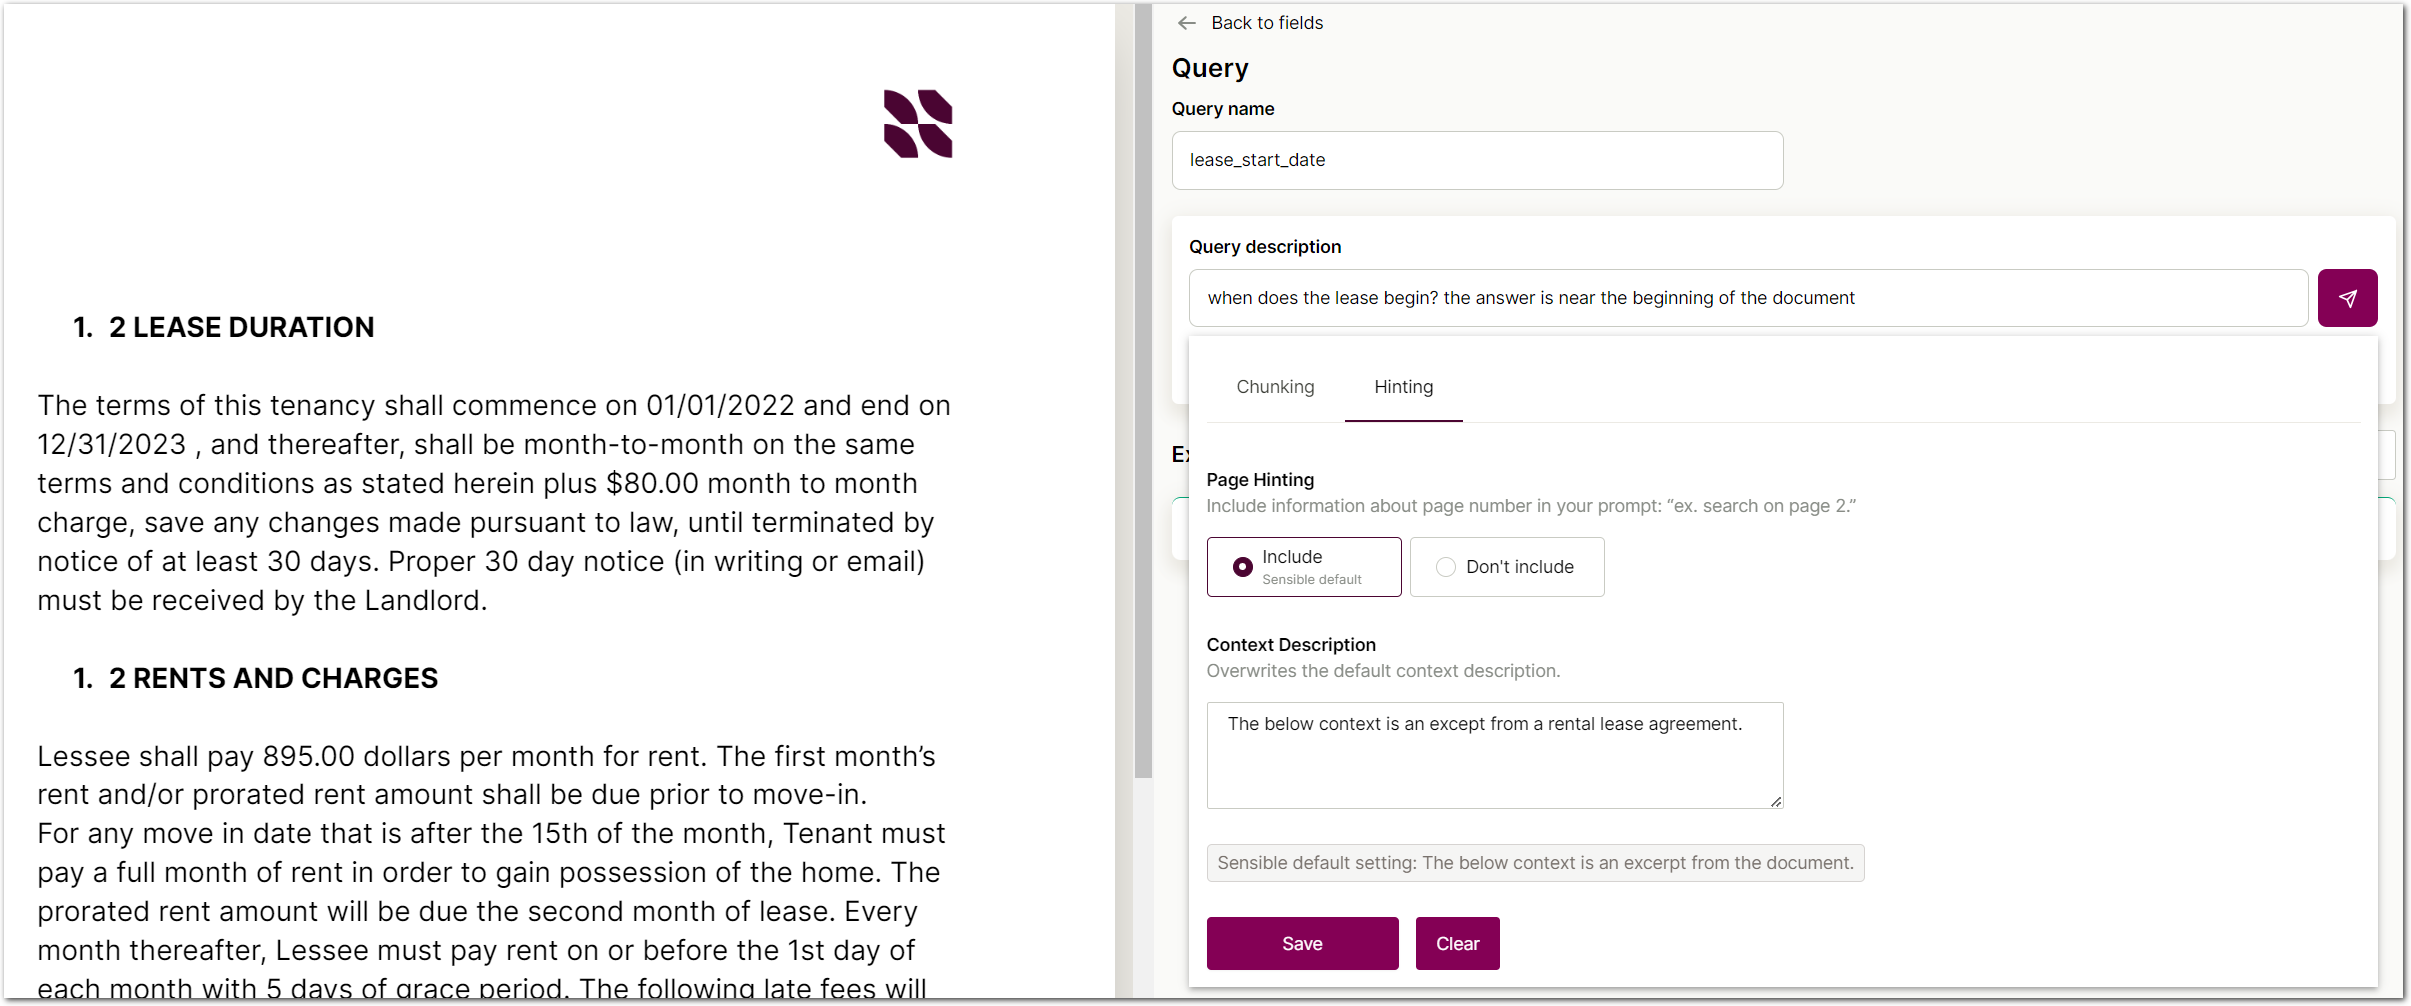 1. 2 LEASE DURATION
The terms of this tenancy shall commence on 01/01/2022 and end on
12/31/2023 , and thereafter, shall be month-to-month on the same
terms and conditions as stated herein plus $80.00 month to month
charge, save any changes made pursuant to law, until terminated by
notice of at least 30 days. Proper 30 day notice (in writing or email)
must be received by the Landlord.
1. 2 RENTS AND CHARGES
Lessee shall pay 895.00 dollars per month for rent. The first month’s
rent and/or prorated rent amount shall be due prior to move-in.
For any move in date that is after the 15th of the month, Tenant must
pay a full month of rent in order to gain possession of the home. The
prorated rent amount will be due the second month of lease. Every
month thereafter, Lessee must pay rent on or before the 1st day of
each month with 5 days of grace period. The following late fees will
Back to fields
Query
Query name
lease_start_date
Query description
when does the lease begin? the answer is near the beginning of the document
Chunking
Hinting
Page Hinting
Include information about page number in your prompt: “ex. search on page 2.”
Include
Sensible default
Don't include
Context Description
Overwrites the default context description.
The below context is an except from a rental lease agreement.
Sensible default setting: The below context is an excerpt from the document.
Save
Clear